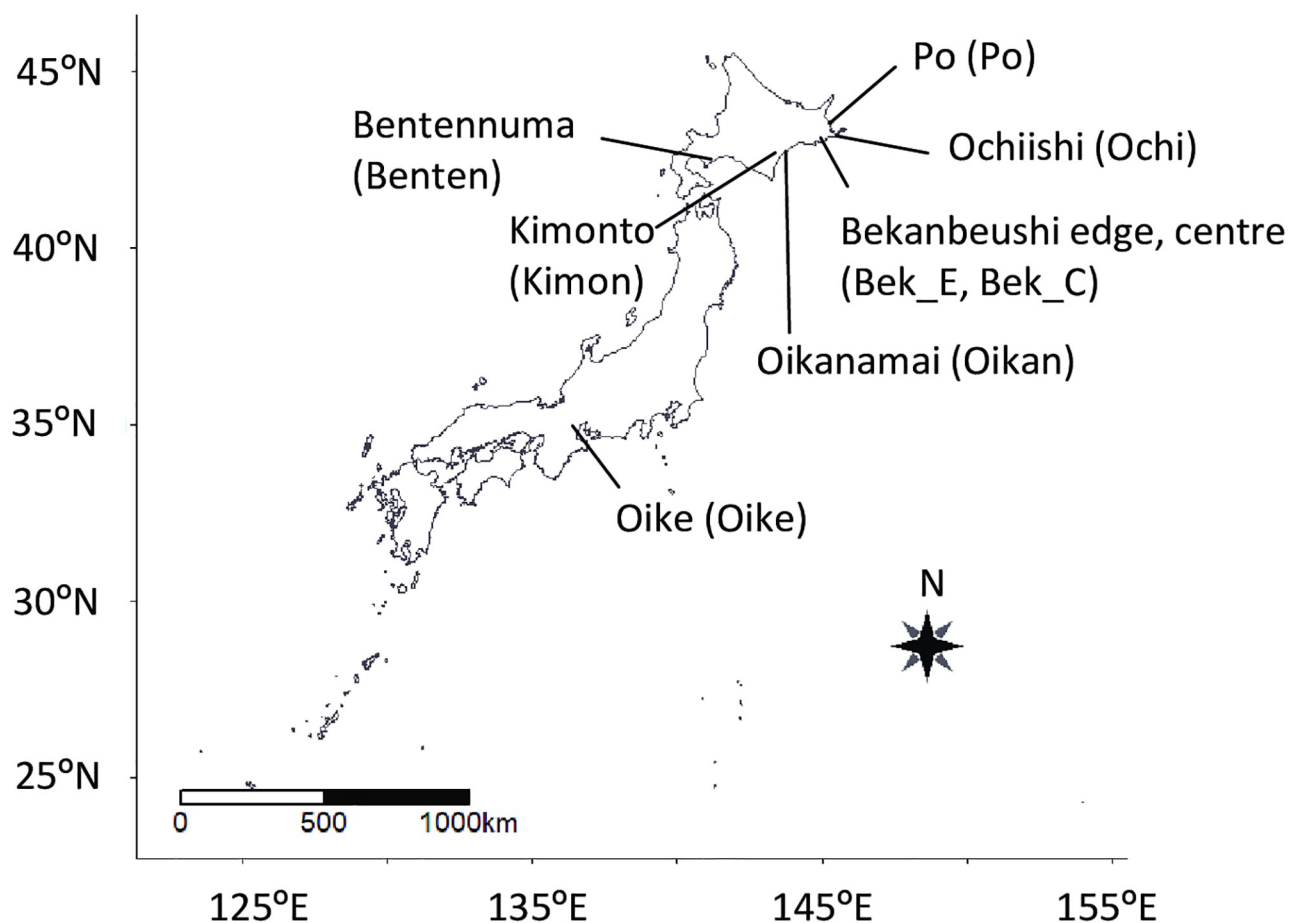 45°N
40°N
35°N
30°N
25°N
Po (Po)
Bentennuma
(Benten)
Ochiishi (Ochi)
Kimonto
(Kimon)
Bekanbeushi edge, centre
(Bek_E, Bek_C)
Oikanamai (Oikan)
Oike (Oike)
N
0 500 1000km
125°E 135°E 145°E 155°E